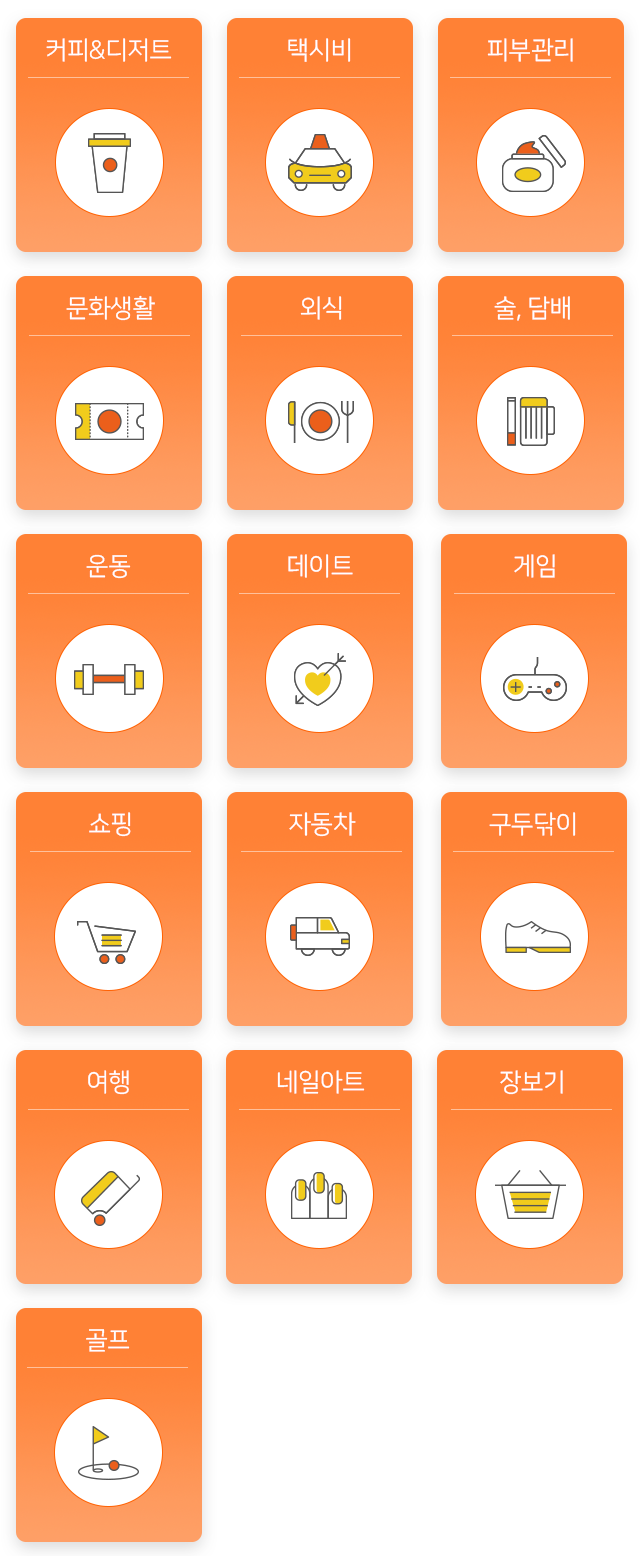 커피&디저트
택시비
피부관리
문화생활
외식
술, 담배
운동
데이트
게임
쇼핑
자동차
구두닦이
여행
네일아트
장보기
골프